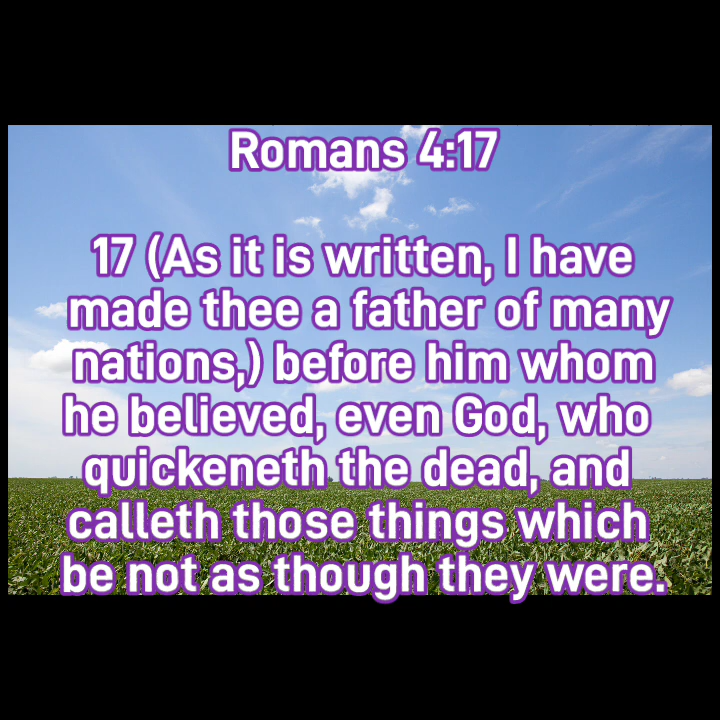 Romans 4:17
17 (As it is written, I have
made thee a father of many
nations,) before him whom
he believed, even God, who
quickeneth the dead, and
calleth those things which
be not as though they were.